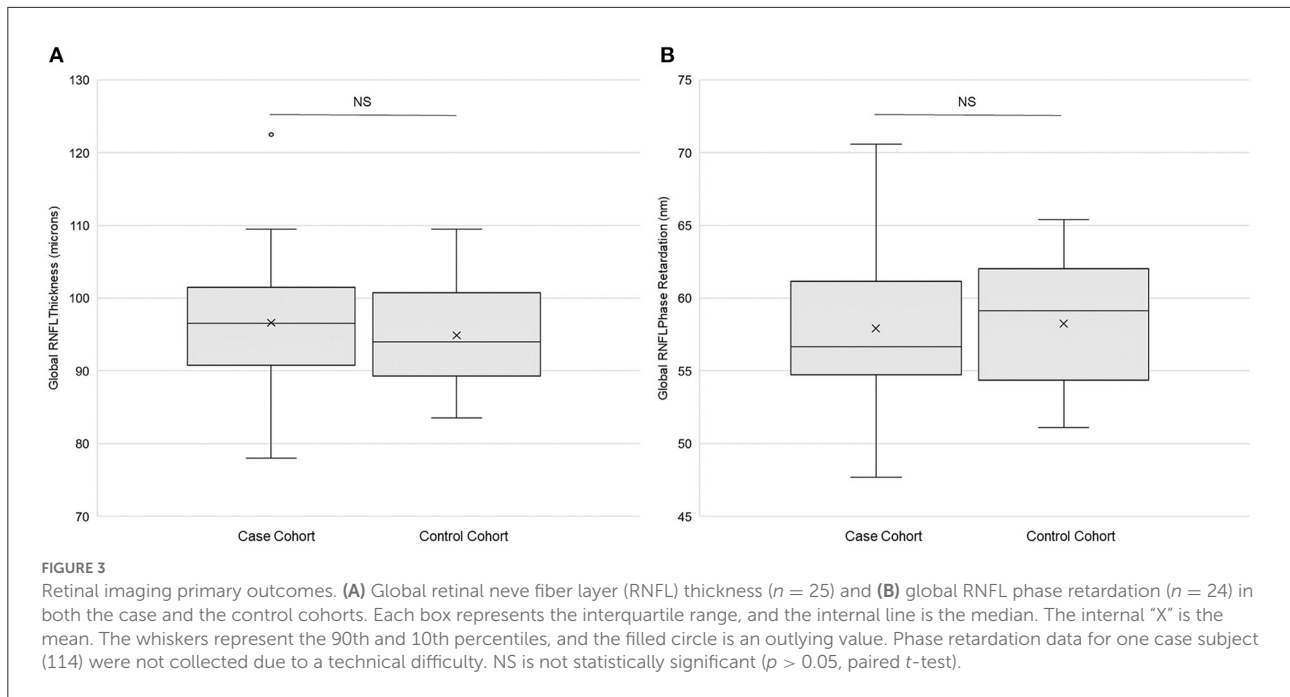 A
B
130
120
110
100
90
80
70
Global RNFLThickness (microns)
NS
Case Cohort
Control Cohort
75
70
65
60
55
50
45
Global RNFLPhase Retardation (nm)
NS
Case Cohort
Control Cohort
FIGURE 3
Retinal imaging primary outcomes. (A) Global retinal neve fiber layer (RNFL) thickness (n = 25) and (B) global RNFL phase retardation (n = 24) in
both the case and the control cohorts. Each box represents the interquartile range, and the internal line is the median. The internal “X” is the
mean. The whiskers represent the 90th and 10th percentiles, and the filled circle is an outlying value. Phase retardation data for one case subject
(114) were not collected due to a technical difficulty. NS is not statistically significant (p > 0.05, paired t-test).